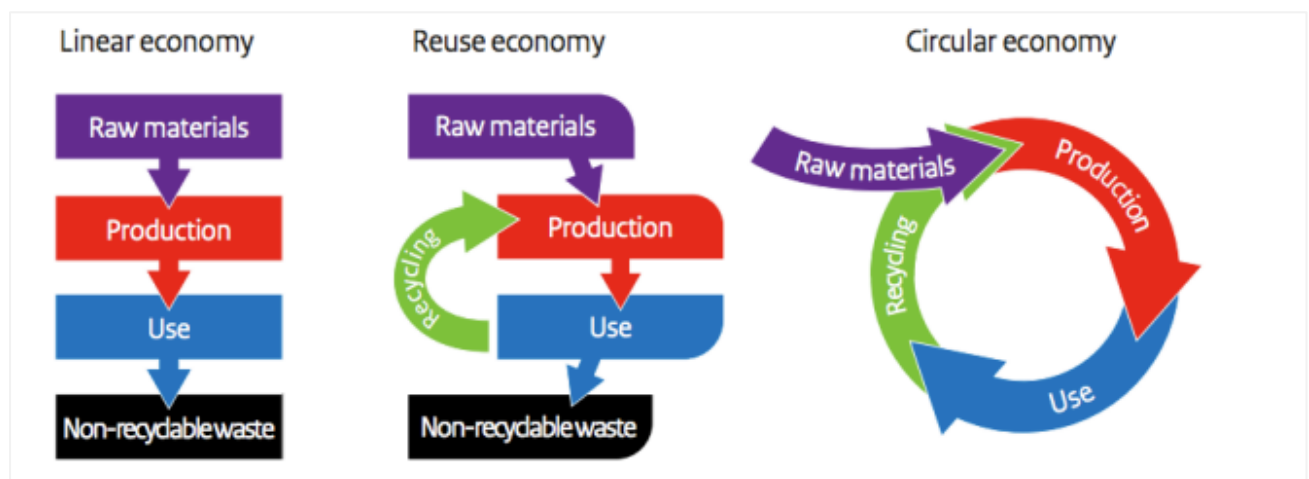 Linear economy
Raw materials
Production
Use
Non-recyclable waste
Reuse economy
Raw materials
Production
Recycling
Use
Non-recyclable waste
Circular economy
Raw materials
Production
Use
Recycling